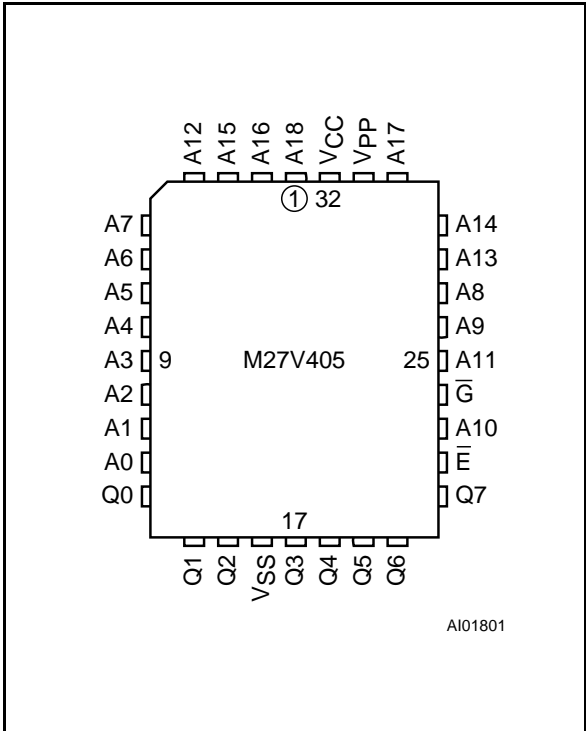 A12 A15 A16 A18 VCC VPP A17
1 32
A7 A14
A6 A13
A5 A8
A4 A9
A3 9 M27V405 25 A11
A2 G̅
A1 A10
A0 E̅
Q0 Q7
17
Q1 Q2 VSS Q3 Q4 Q5 Q6
AI01801